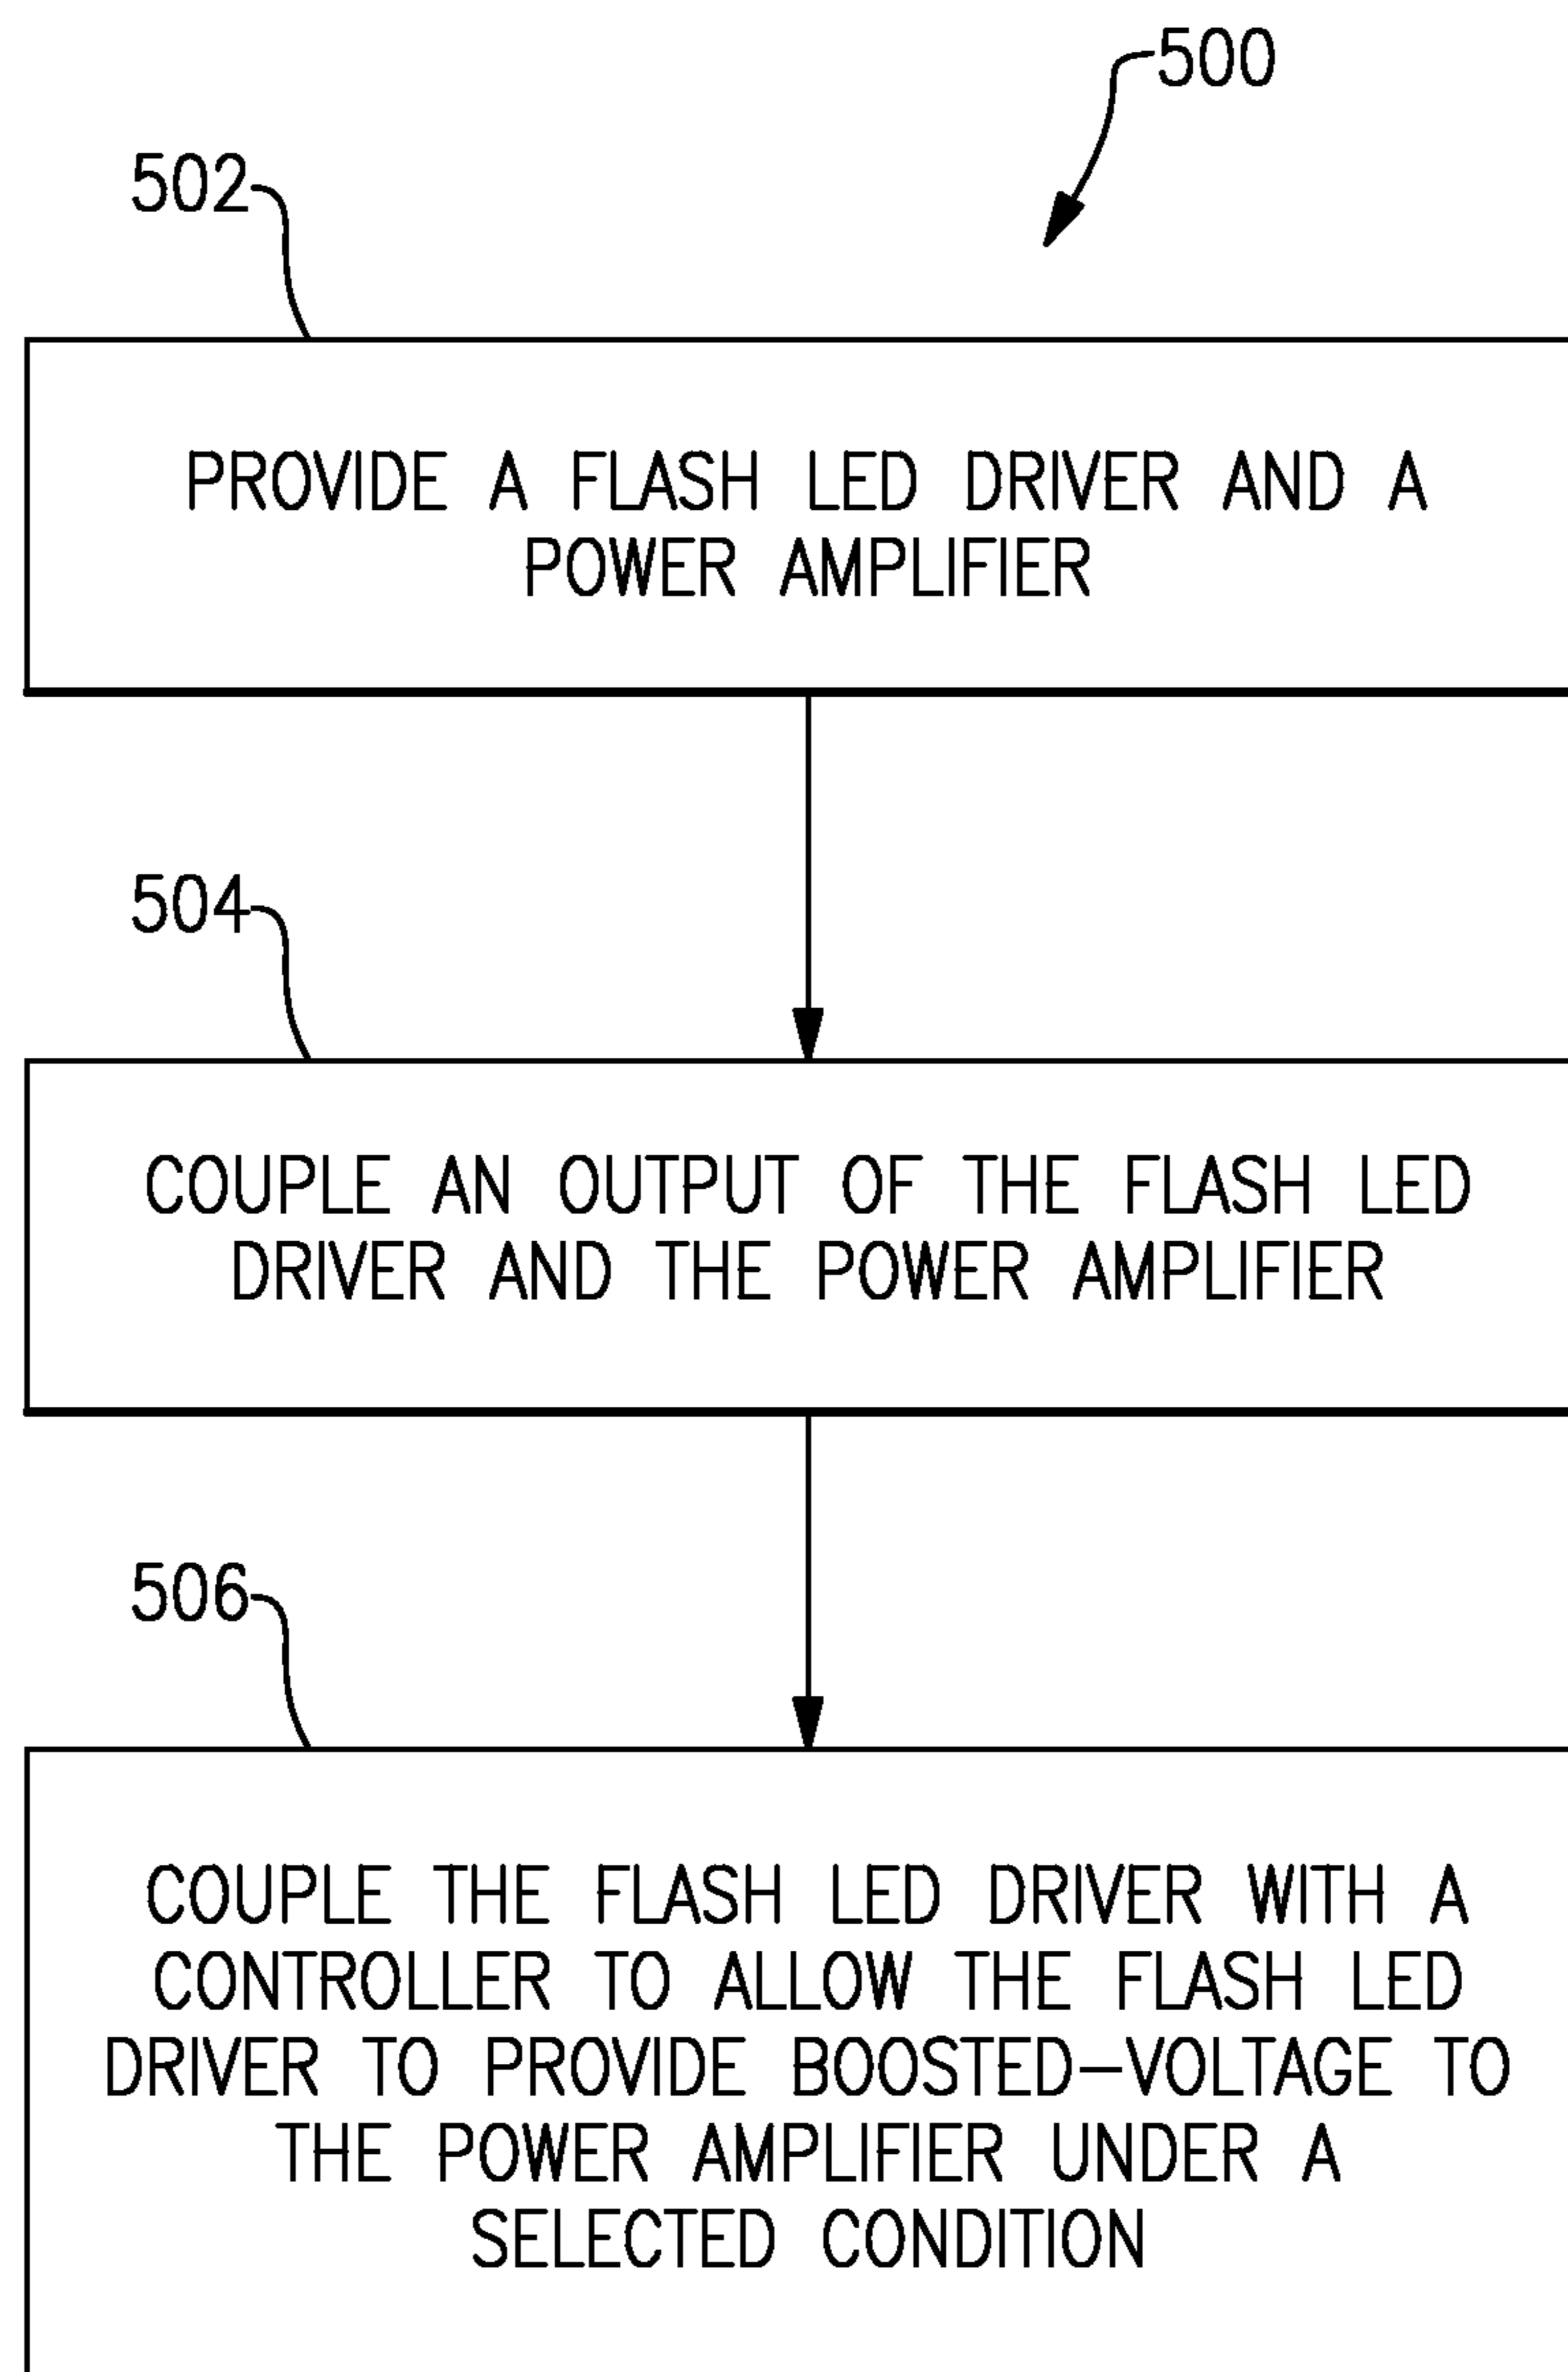 500
502
PROVIDE A FLASH LED DRIVER AND A
POWER AMPLIFIER
504
COUPLE AN OUTPUT OF THE FLASH LED
DRIVER AND THE POWER AMPLIFIER
506
COUPLE THE FLASH LED DRIVER WITH A
CONTROLLER TO ALLOW THE FLASH LED
DRIVER TO PROVIDE BOOSTED-VOLTAGE TO
THE POWER AMPLIFIER UNDER A
SELECTED CONDITION